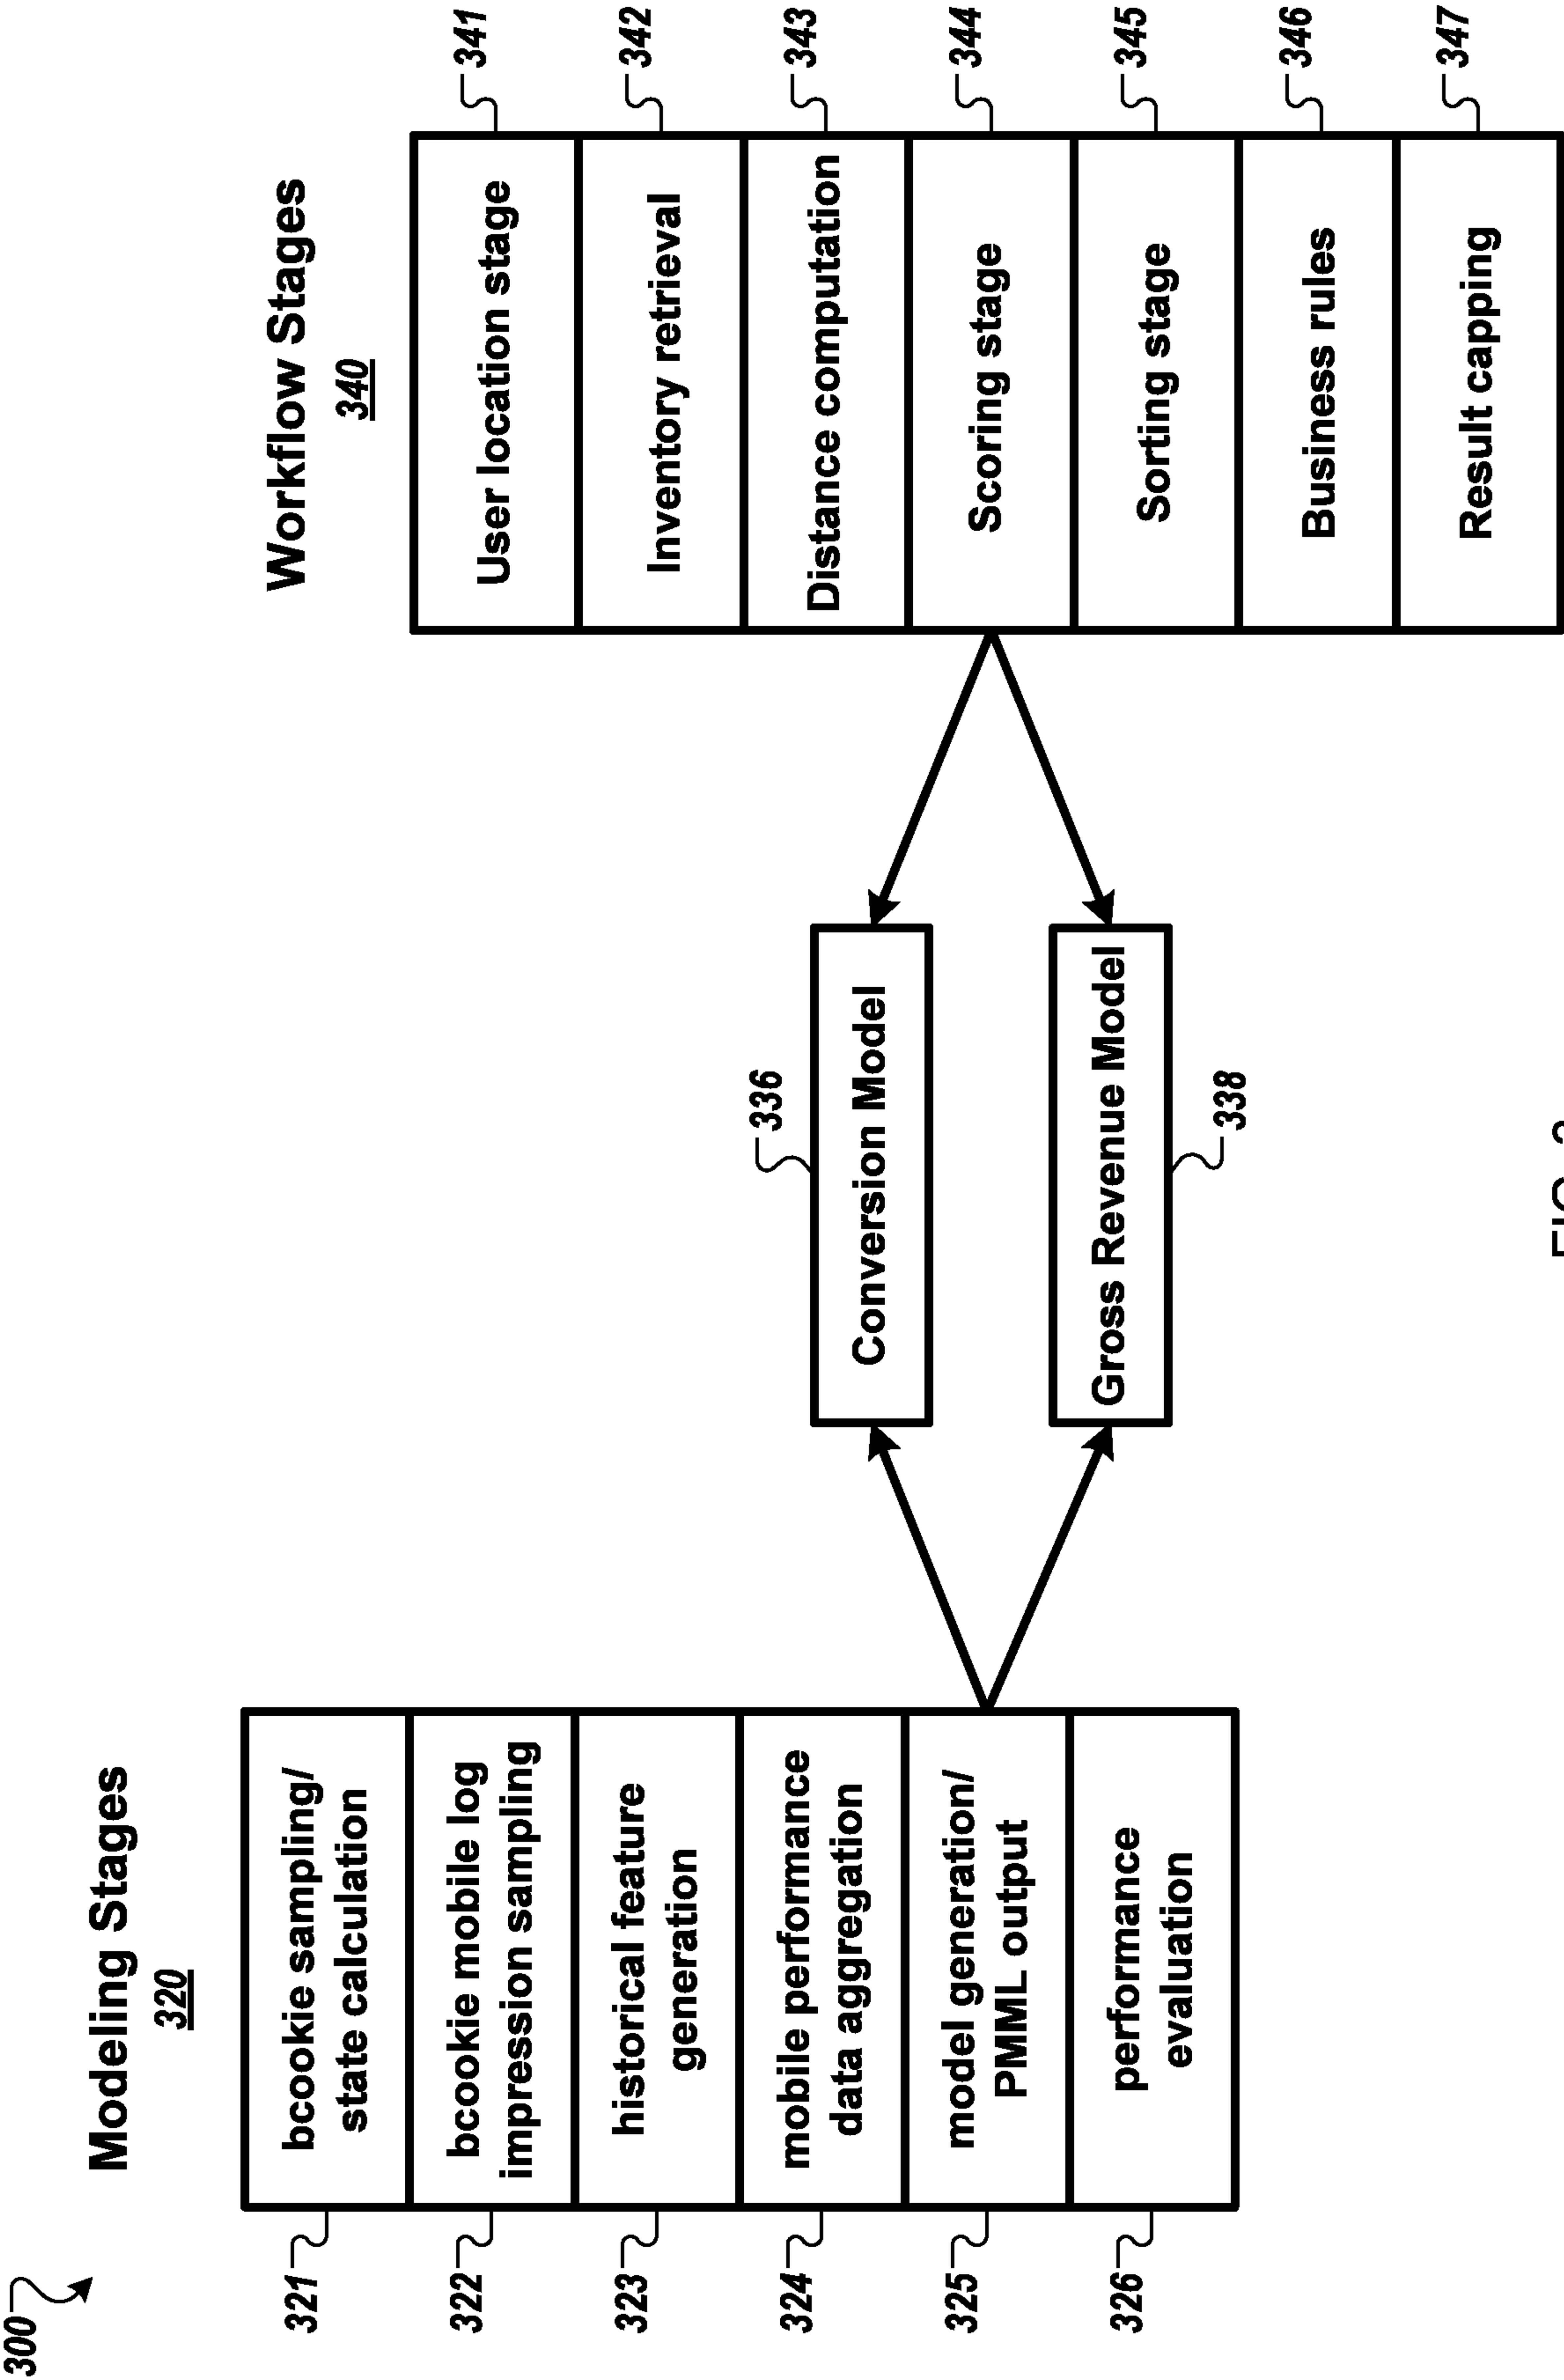 300
Modeling Stages
320
321
bcookie sampling/
state calculation
322
bcookie mobile log
impression sampling
323
historical feature
generation
324
mobile performance
data aggregation
325
model generation/
PMML output
326
performance
evaluation
336
Conversion Model
Gross Revenue Model
338
Workflow Stages
340
User location stage
341
Inventory retrieval
342
Distance computation
343
Scoring stage
344
Sorting stage
345
Business rules
346
Result capping
347